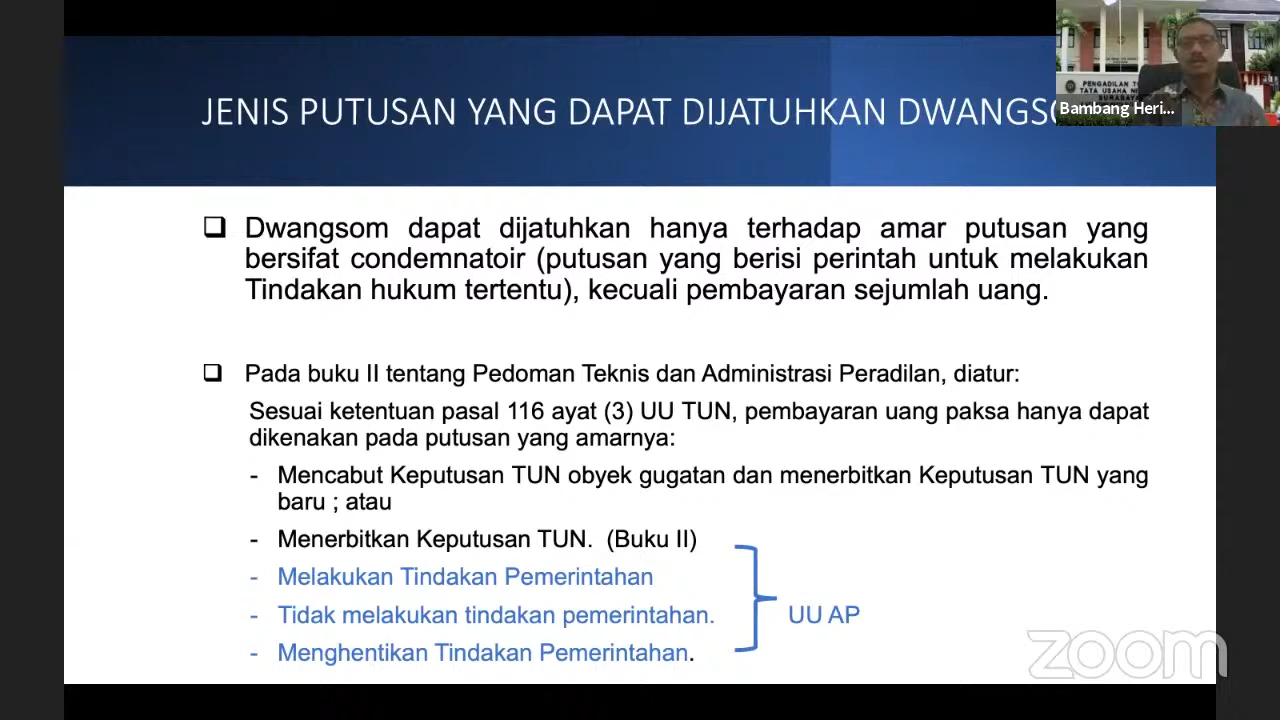 JENIS PUTUSAN YANG DAPAT DIJATUHKAN
Bambang Heri...
PENGADILAN
TATA USAHA
SURABAYA
❑ Dwangsom dapat dijatuhkan hanya terhadap amar putusan yang
bersifat condemnatoir (putusan yang berisi perintah untuk melakukan
Tindakan hukum tertentu), kecuali pembayaran sejumlah uang.
❑ Pada buku II tentang Pedoman Teknis dan Administrasi Peradilan, diatur:
Sesuai ketentuan pasal 116 ayat (3) UU TUN, pembayaran uang paksa hanya dapat
dikenakan pada putusan yang amarnya:
- Mencabut Keputusan TUN obyek gugatan dan menerbitkan Keputusan TUN yang
baru ; atau
- Menerbitkan Keputusan TUN. (Buku II)
- Melakukan Tindakan Pemerintahan
- Tidak melakukan tindakan pemerintahan.
UU AP
- Menghentikan Tindakan Pemerintahan.
zoom